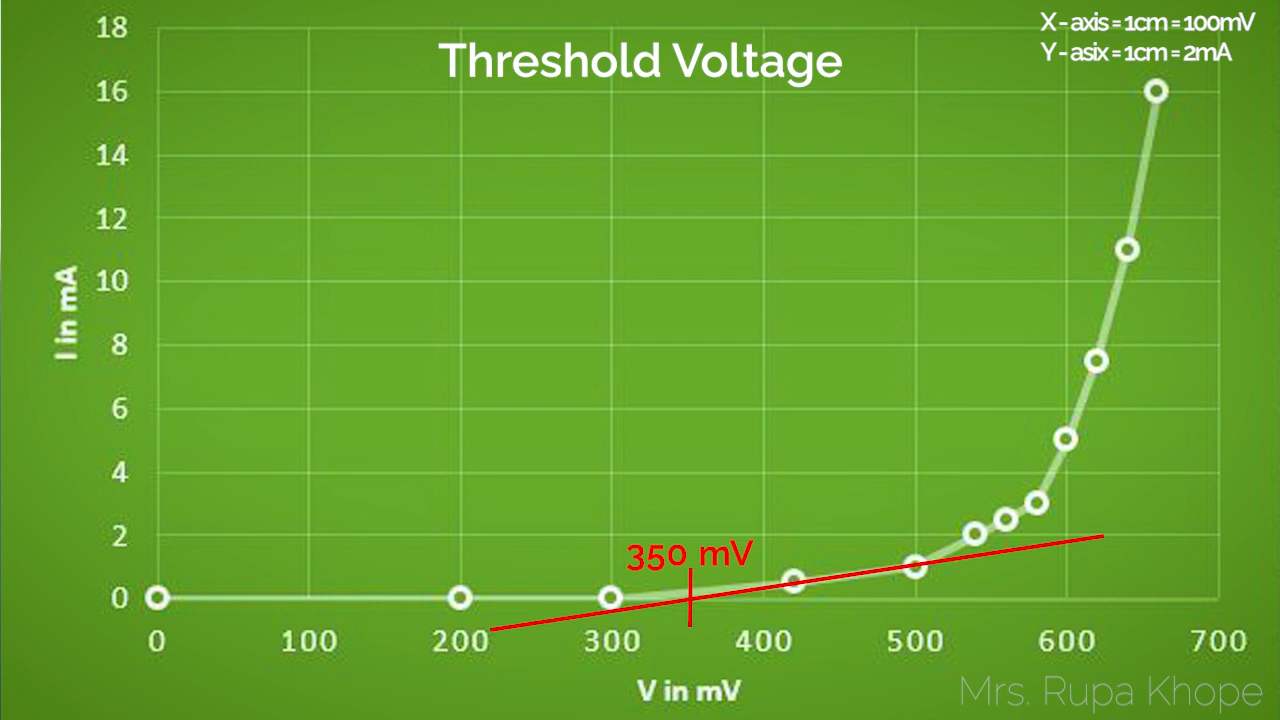 X - axis = 1cm = 100mV
Y - asix = 1cm = 2mA
Threshold Voltage
18
16
14
12
10
8
6
4
2
0
I in mA
350 mV
0 100 200 300 400 500 600 700
V in mV
Mrs. Rupa Khope